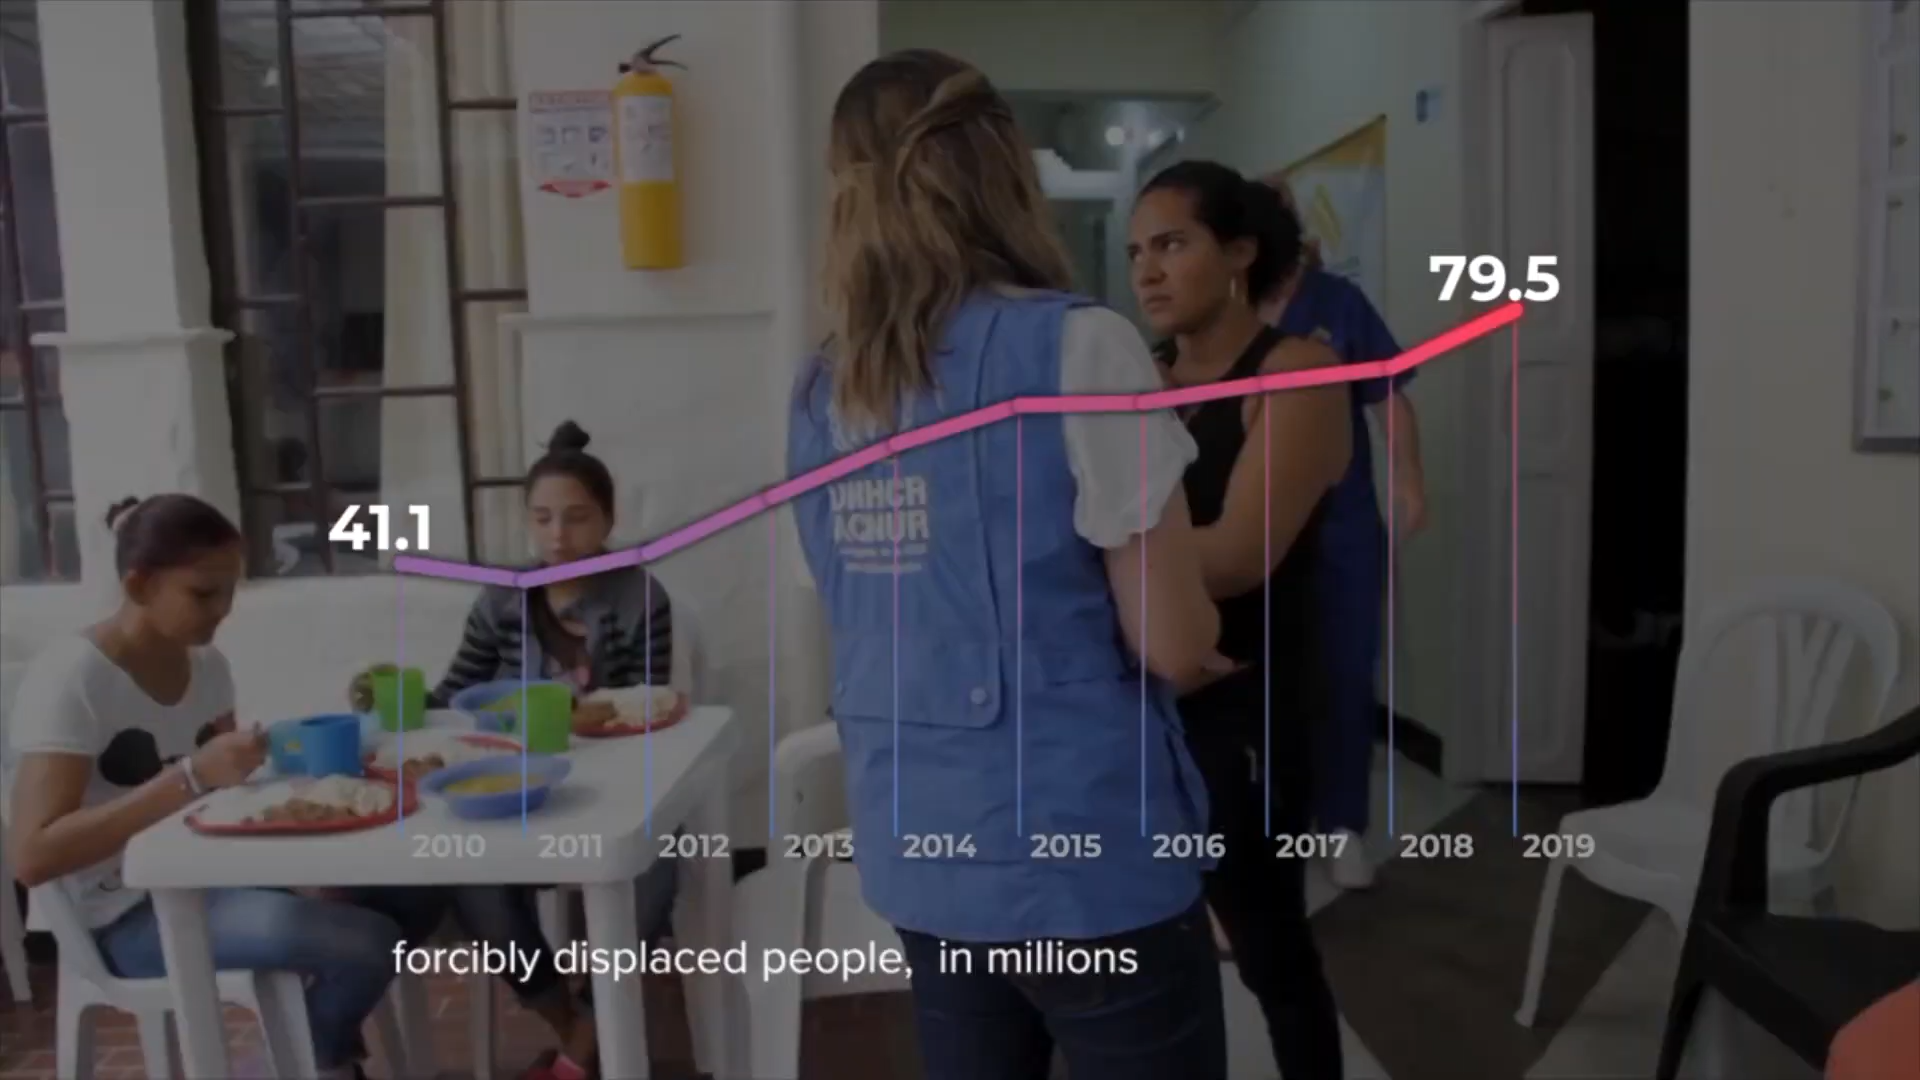 79.5
41.1
UNHCR
ACNUR
2010 2011 2012 2013 2014 2015 2016 2017 2018 2019
forcibly displaced people, in millions